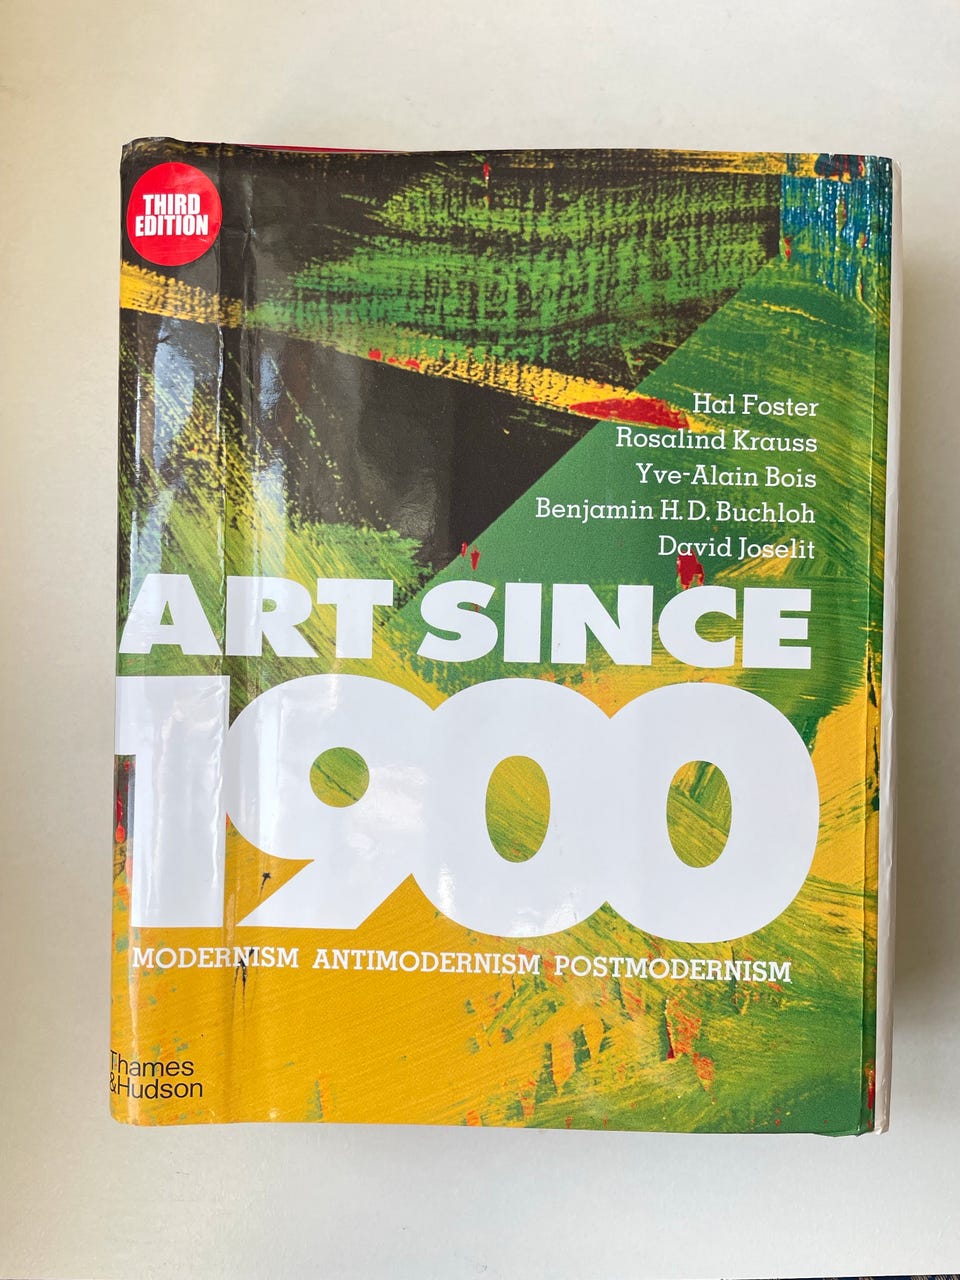 THIRD
EDITION
Hal Foster
Rosalind Krauss
Yve-Alain Bois
Benjamin H. D. Buchloh
David Joselit
ART SINCE
1900
MODERNISM ANTIMODERNISM POSTMODERNISM
Thames
&Hudson